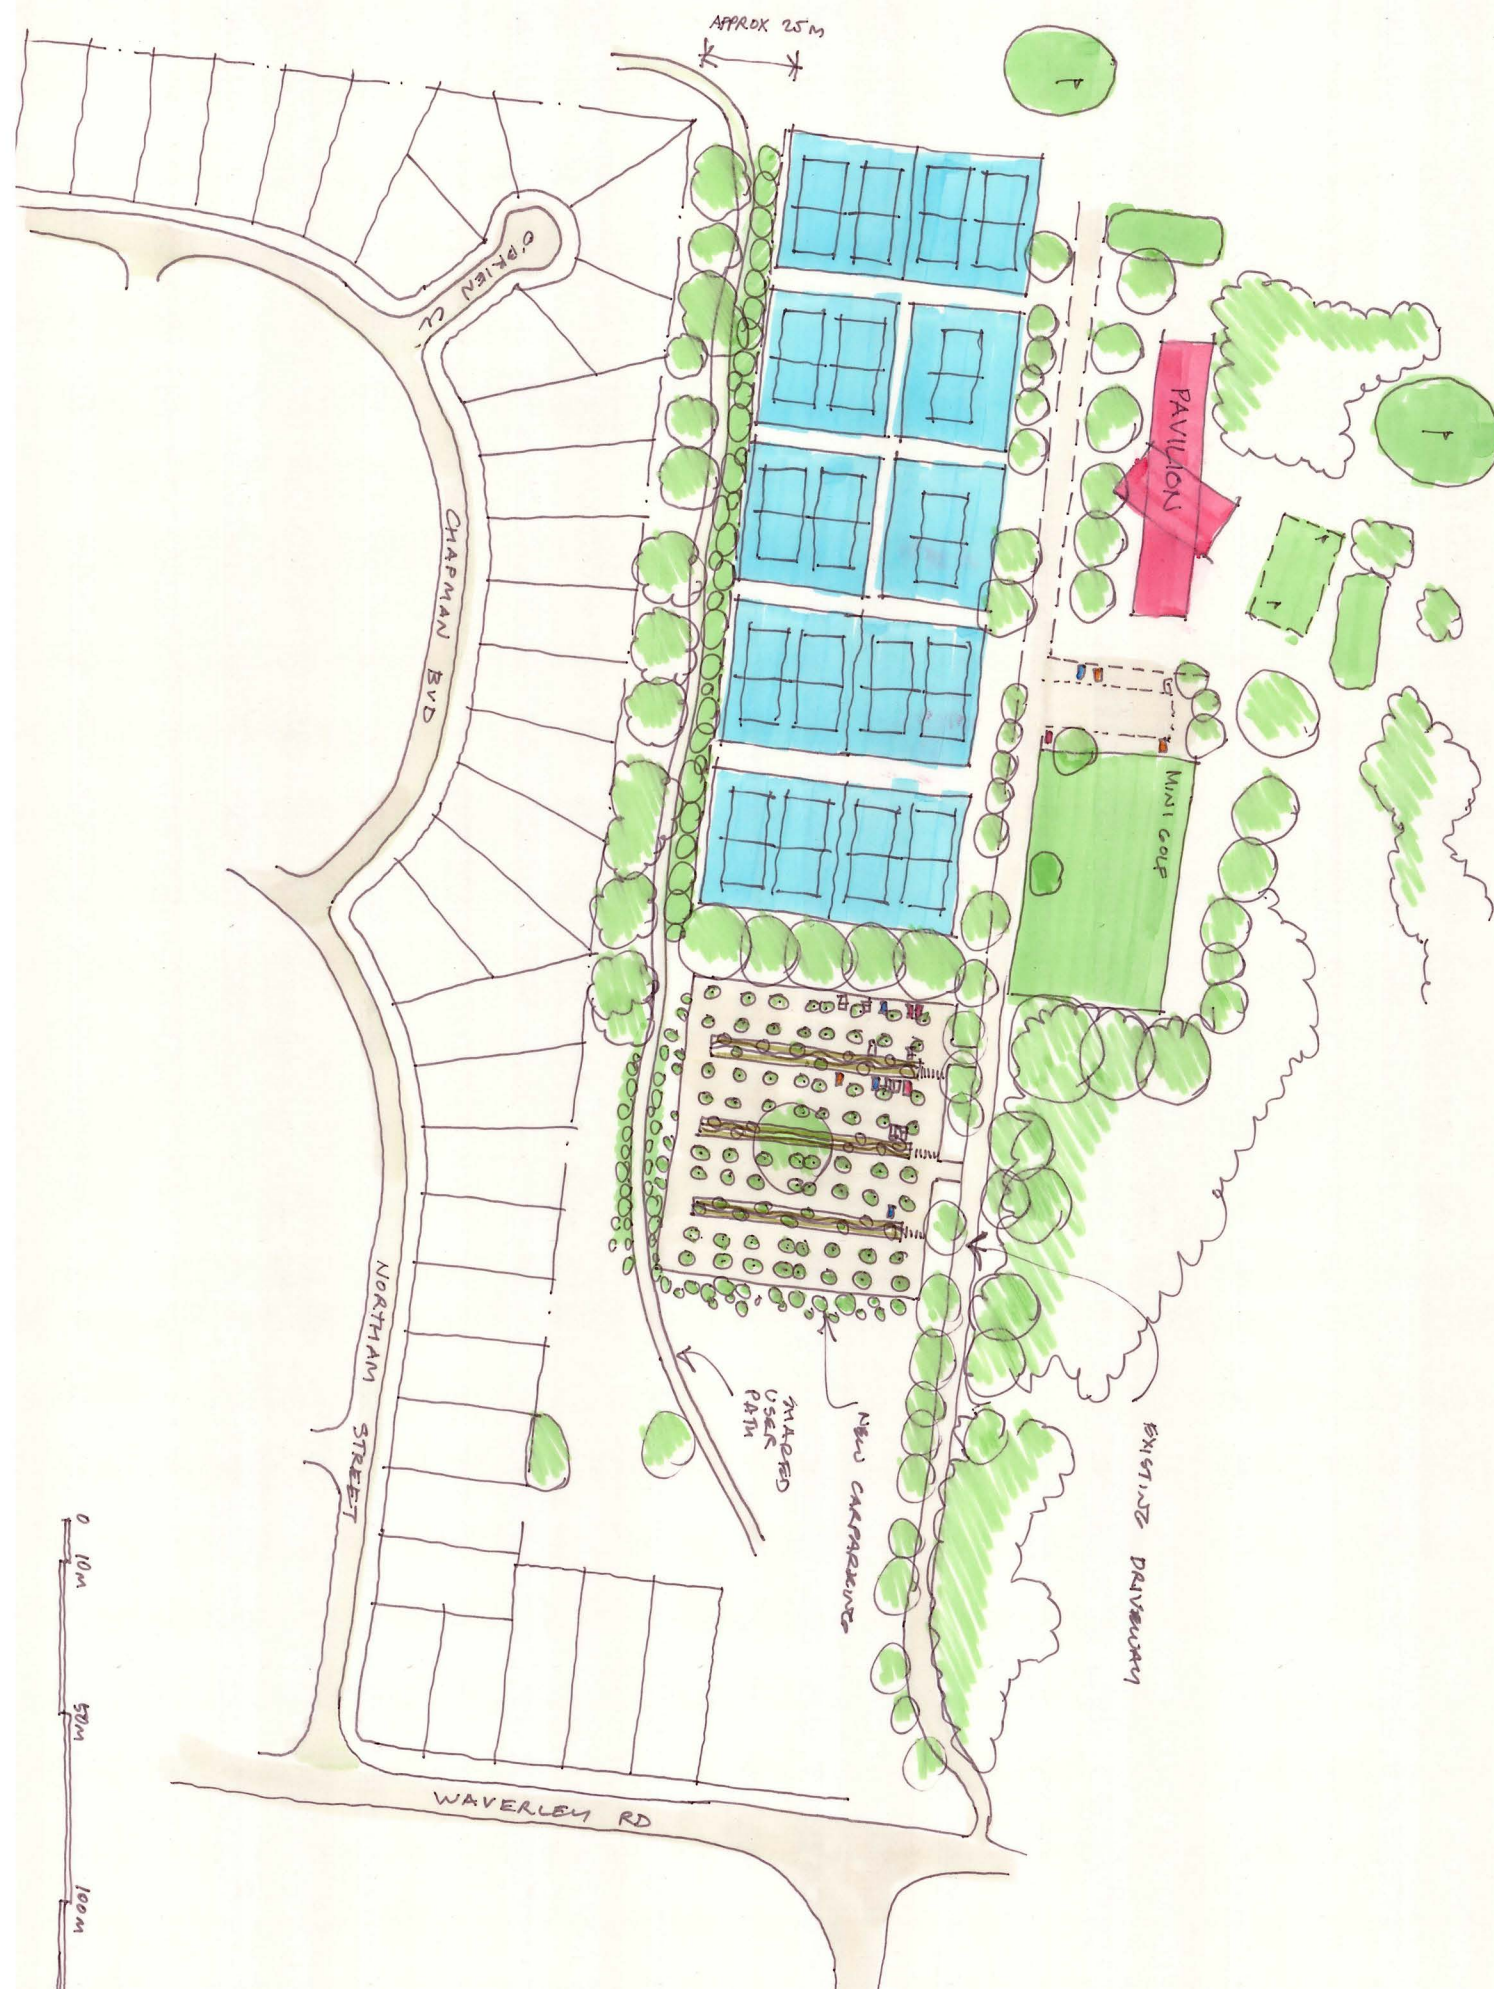 APPROX 25M
O'BRIEN CL.
PAVILION
CHAPMAN BVD
MINI GOLF
NORTHAM STREET
SHARED
USER
PATH
NEW CARPARKING
EXISTING DRIVEWAY
WAVERLEY RD
0 10M 50M 100M